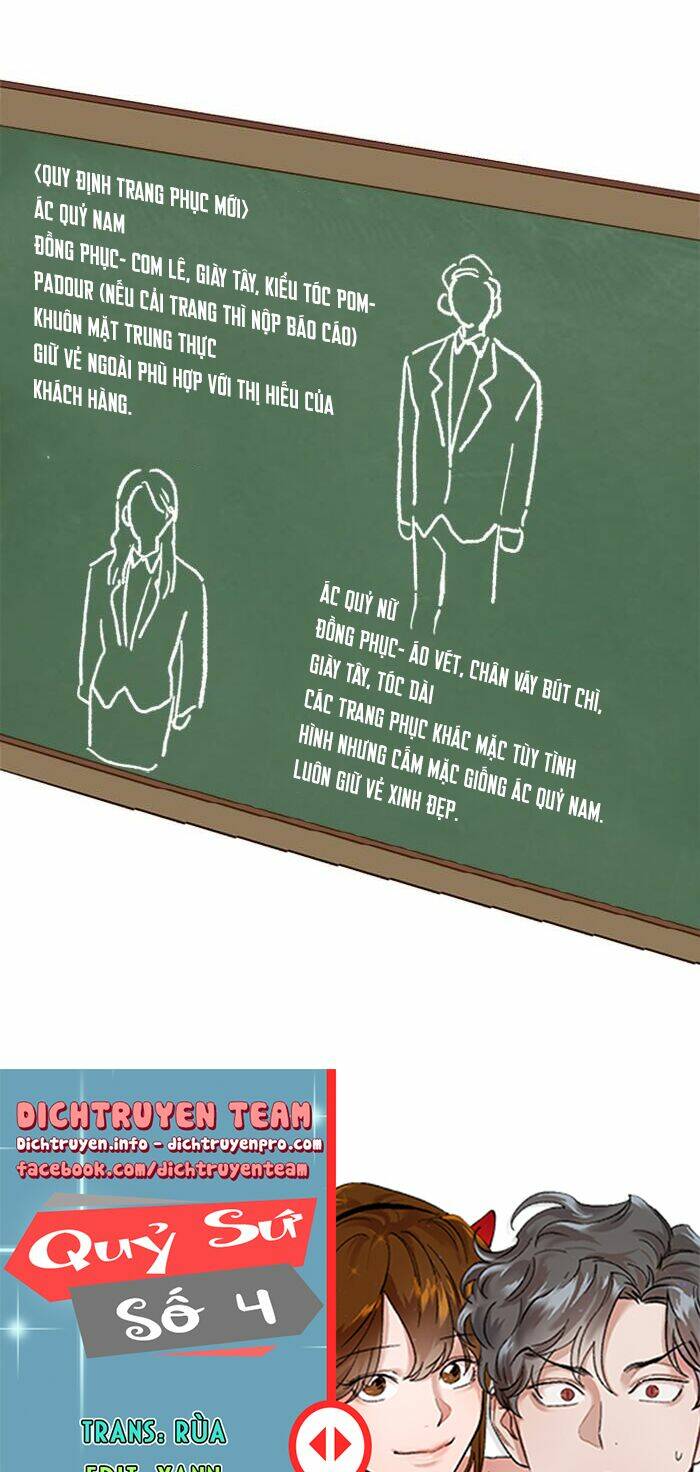 <QUY ĐỊNH TRANG PHỤC MỚI>
ÁC QUỶ NAM
ĐỒNG PHỤC- COM LÊ, GIÀY TÂY, KIỂU TÓC POM-
PADOUR (NẾU CẢI TRANG THÌ NỘP BÁO CÁO)
KHUÔN MẶT TRUNG THỰC
GIỮ VẺ NGOÀI PHÙ HỢP VỚI THỊ HIẾU CỦA
KHÁCH HÀNG.
ÁC QUỶ NỮ
ĐỒNG PHỤC- ÁO VÉT, CHÂN VÁY BÚT CHÌ,
GIÀY TÂY, TÓC DÀI
CÁC TRANG PHỤC KHÁC MẶC TÙY TÌNH
HÌNH NHƯNG CẤM MẶC GIỐNG ÁC QUỶ NAM.
LUÔN GIỮ VẺ XINH ĐẸP.
DICHTRUYEN TEAM
Dichtruyen.info - dichtruyenpro.com
facebook.com/dichtruyenteam
Quỷ Sứ
Số 4
TRANS: RÙA
EDIT: YANN